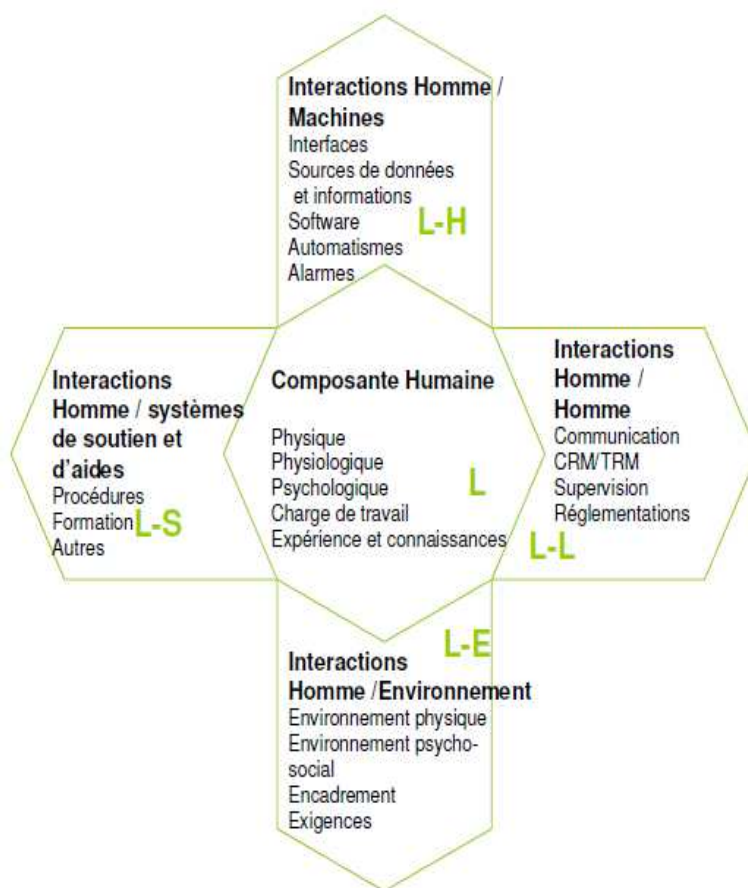 Interactions Homme /
Machines
Interfaces
Sources de données
et informations
Software
L-H
Automatismes
Alarmes
Interactions
Homme / systèmes
de soutien et
d'aides
Procédures
Formation
L-S
Autres
Composante Humaine
Physique
Physiologique
Psychologique
L
Charge de travail
Expérience et connaissances
Interactions
Homme /
Homme
Communication
CRM/TRM
Supervision
Réglementations
L-L
L-E
Interactions
Homme /Environnement
Environnement physique
Environnement psycho-
social
Encadrement
Exigences